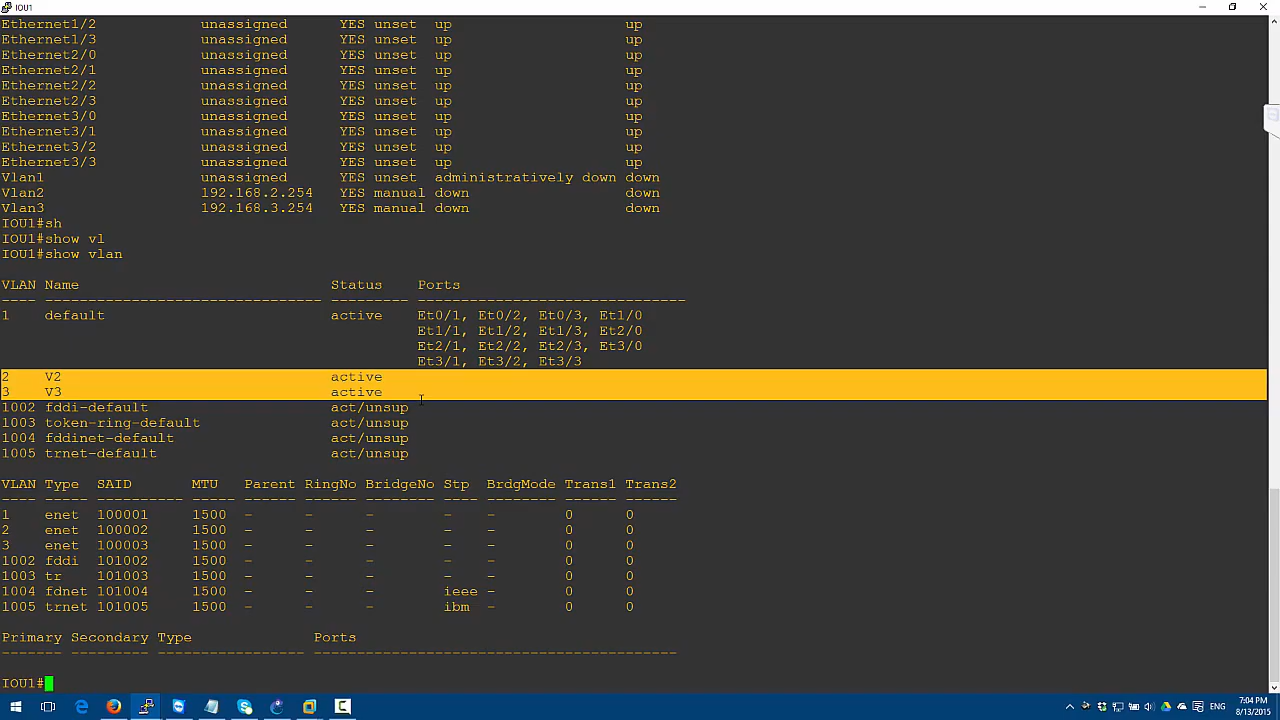 IOU1
Ethernet1/2 unassigned YES unset up up
Ethernet1/3 unassigned YES unset up up
Ethernet2/0 unassigned YES unset up up
Ethernet2/1 unassigned YES unset up up
Ethernet2/2 unassigned YES unset up up
Ethernet2/3 unassigned YES unset up up
Ethernet3/0 unassigned YES unset up up
Ethernet3/1 unassigned YES unset up up
Ethernet3/2 unassigned YES unset up up
Ethernet3/3 unassigned YES unset up up
Vlan1 unassigned YES unset administratively down down
Vlan2 192.168.2.254 YES manual down down
Vlan3 192.168.3.254 YES manual down down
IOU1#sh
IOU1#show vl
IOU1#show vlan
VLAN Name Status Ports
---- -------------------------------- --------- -------------------------------
1 default active Et0/1, Et0/2, Et0/3, Et1/0
Et1/1, Et1/2, Et1/3, Et2/0
Et2/1, Et2/2, Et2/3, Et3/0
Et3/1, Et3/2, Et3/3
2 V2 active
3 V3 active
1002 fddi-default act/unsup
1003 token-ring-default act/unsup
1004 fddinet-default act/unsup
1005 trnet-default act/unsup
VLAN Type SAID MTU Parent RingNo BridgeNo Stp BrdgMode Trans1 Trans2
---- ----- ---------- ----- ------ ------ -------- ---- -------- ------ ------
1 enet 100001 1500 - - - - - 0 0
2 enet 100002 1500 - - - - - 0 0
3 enet 100003 1500 - - - - - 0 0
1002 fddi 101002 1500 - - - - - 0 0
1003 tr 101003 1500 - - - - - 0 0
1004 fdnet 101004 1500 - - - ieee - 0 0
1005 trnet 101005 1500 - - - ibm - 0 0
Primary Secondary Type Ports
------- --------- ----------------- ------------------------------------------
IOU1#
ENG
7:04 PM
8/13/2015